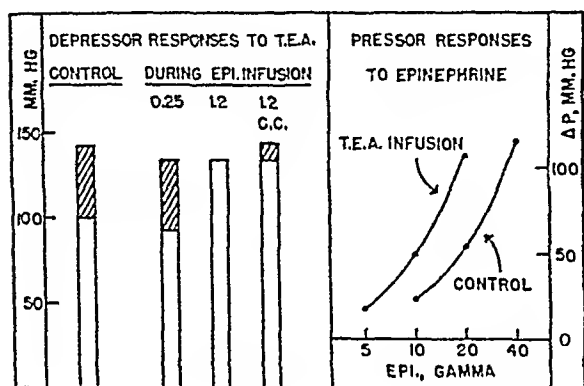 DEPRESSOR RESPONSES TO T.E.A.
CONTROL DURING EPI. INFUSION
0.25 1.2 1.2
C.C.
MM. HG
150
100
50
PRESSOR RESPONSES
TO EPINEPHRINE
T.E.A. INFUSION
CONTROL
ΔP, MM. HG
100
50
0
5 10 20 40
EPI., GAMMA